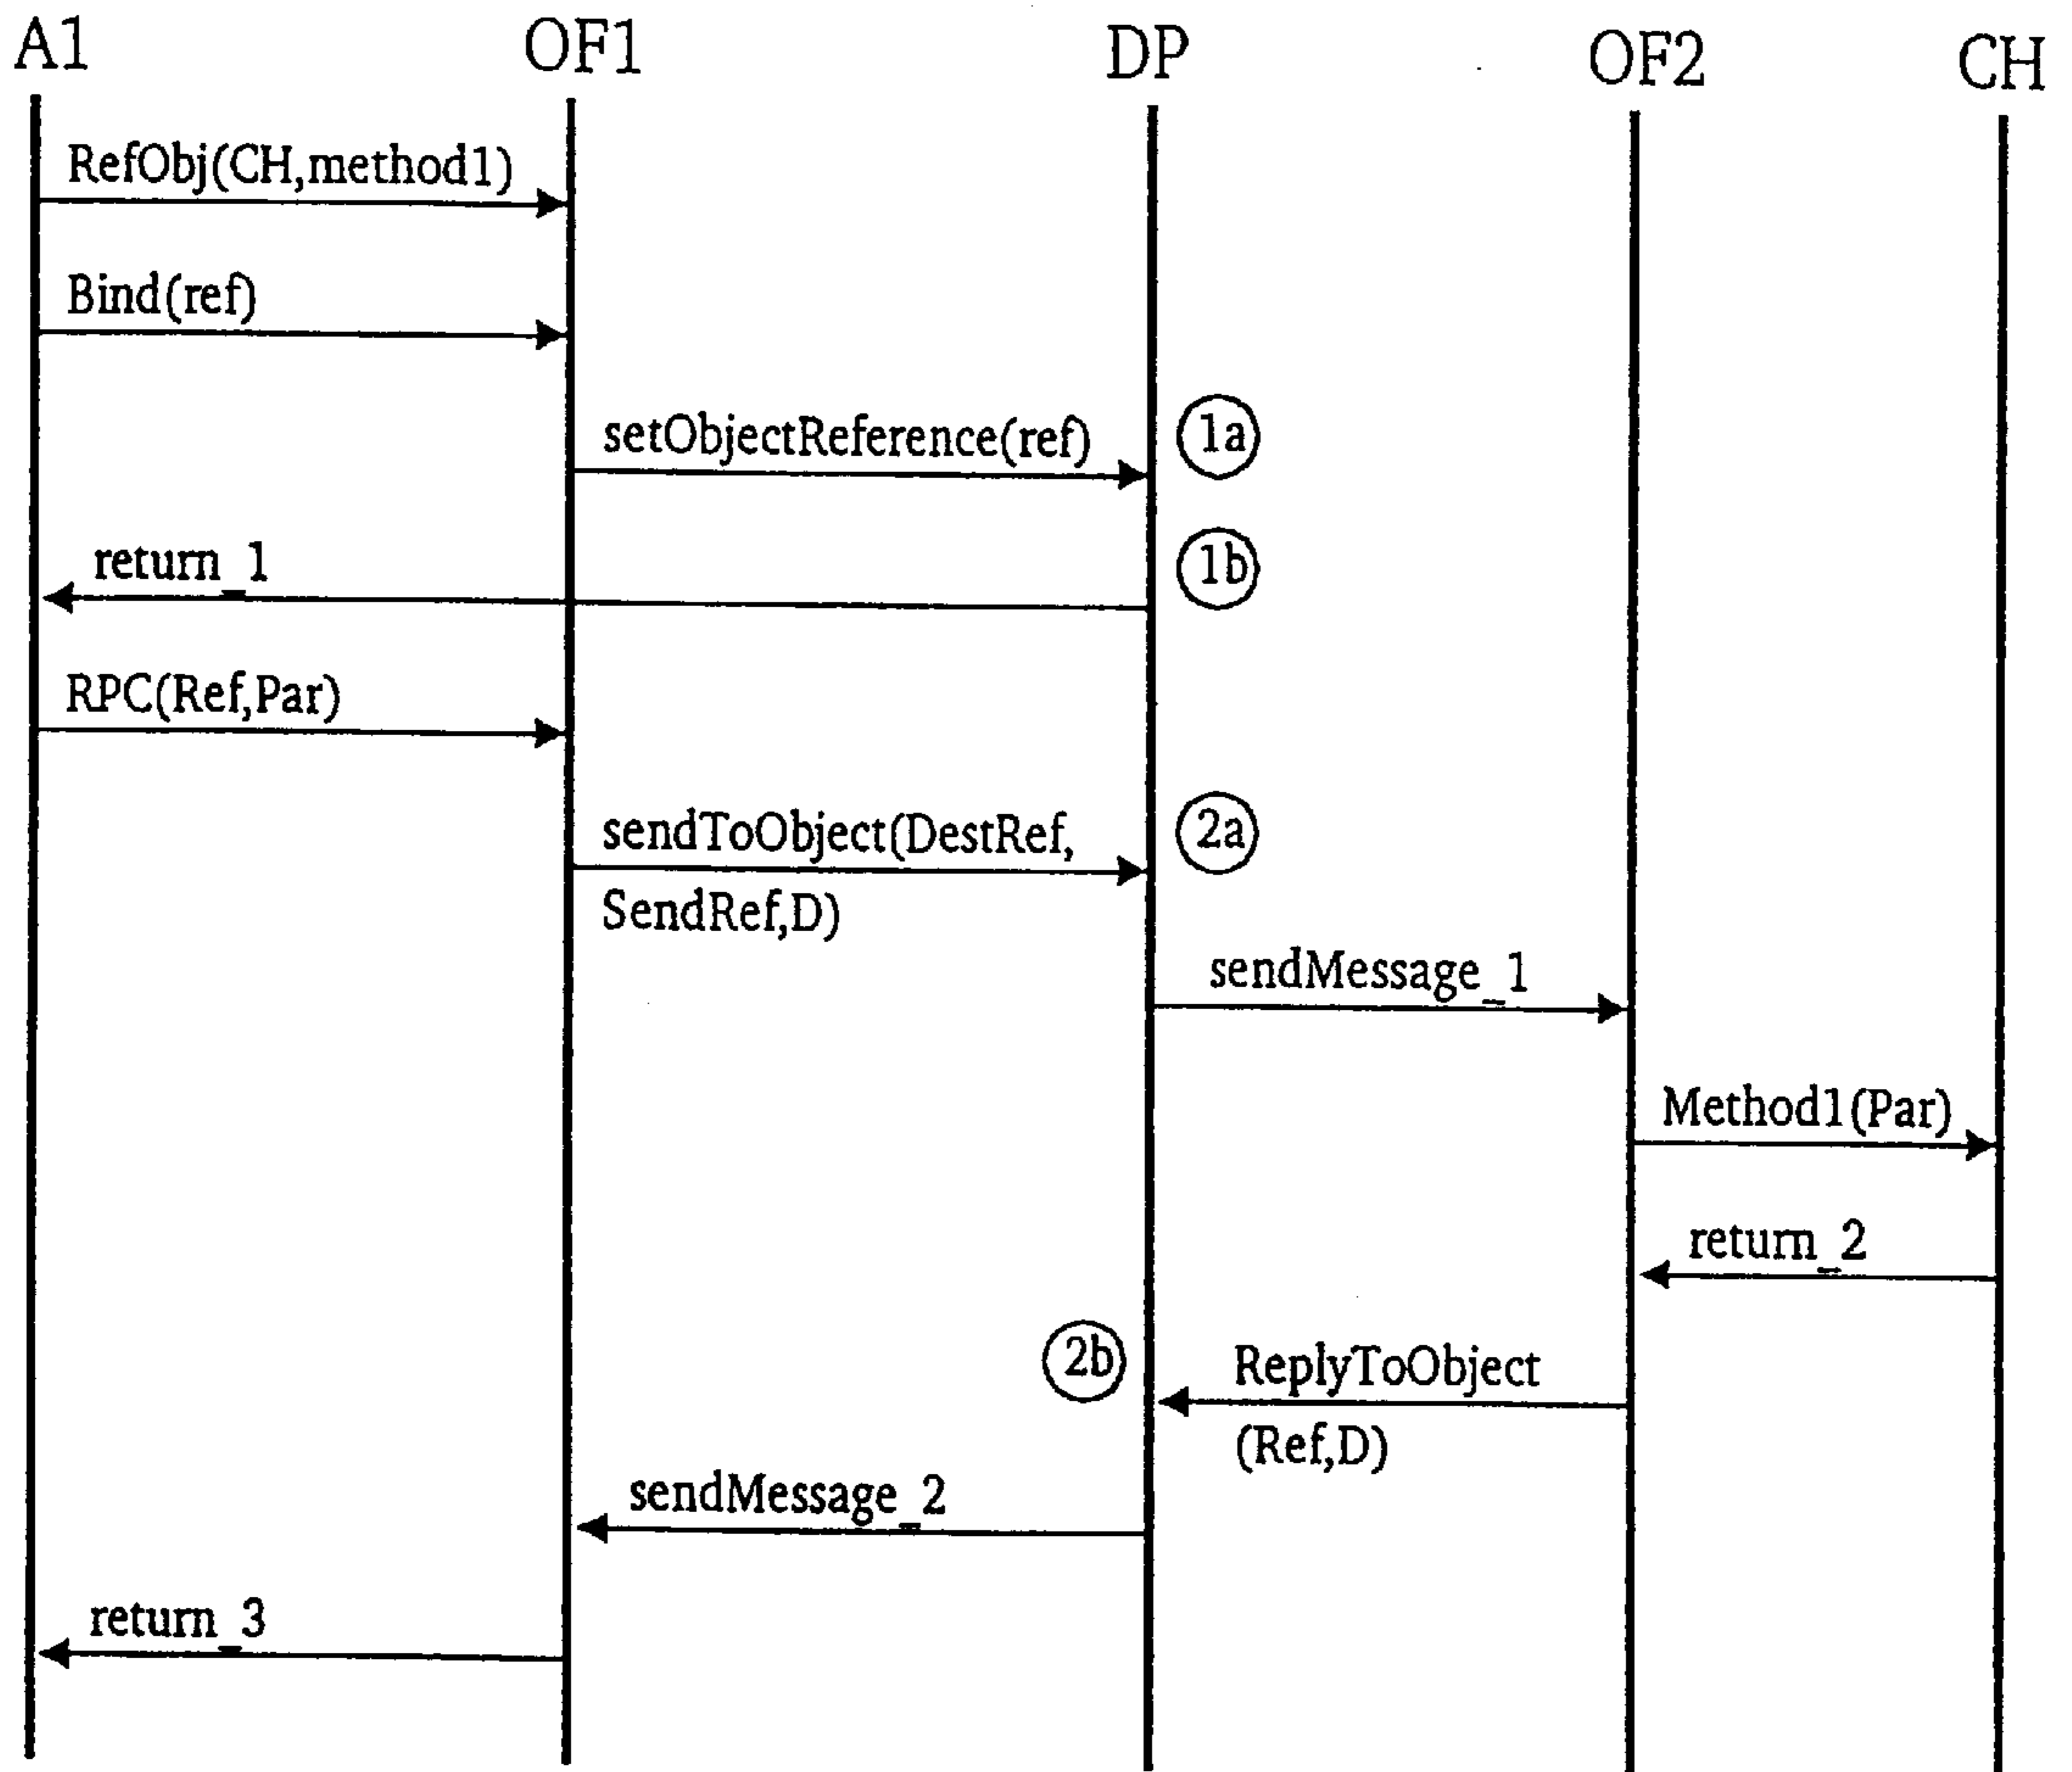 A1 OF1 DP OF2 CH
RefObj(CH,method1)
Bind(ref)
setObjectReference(ref) 1a
return_1 1b
RPC(Ref,Par)
sendToObject(DestRef, 2a
SendRef,D)
sendMessage_1
Method1(Par)
return_2
2b ReplyToObject
(Ref,D)
sendMessage_2
return_3